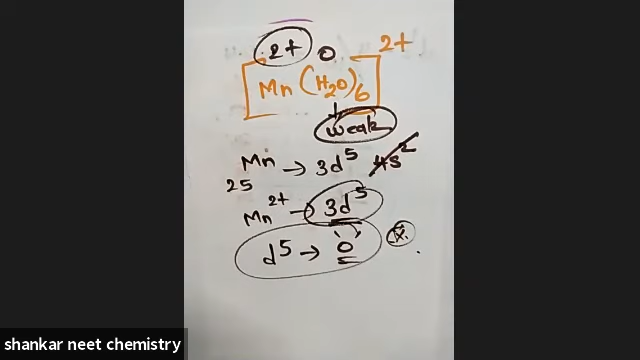 2+ 0
[Mn(H2O)6]2+
weak
Mn → 3d5 4s2
25
Mn2+ → 3d5
d5 → 0
shankar neet chemistry